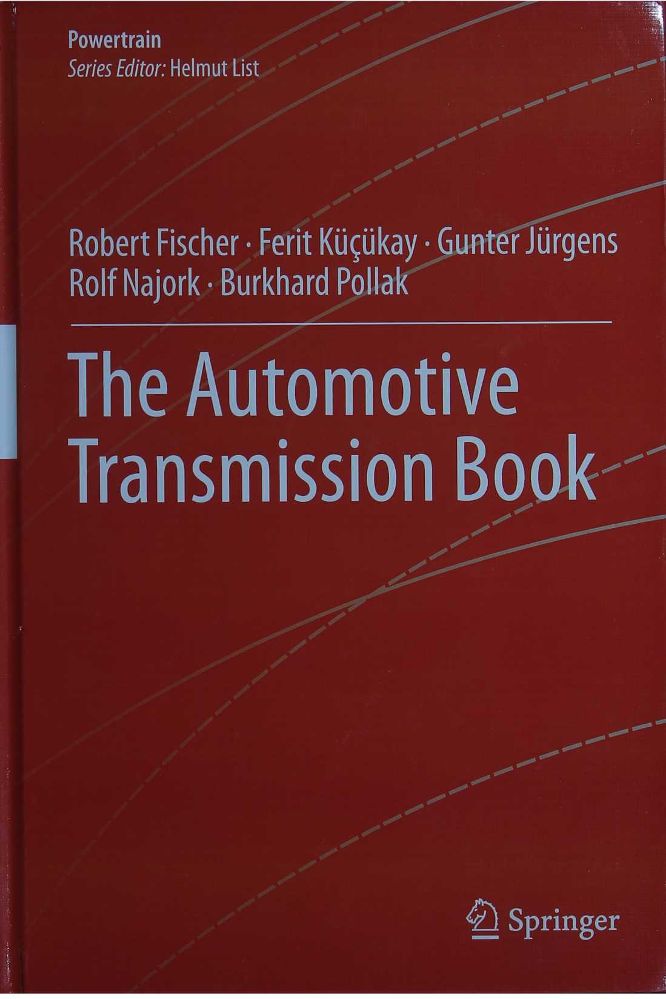 Powertrain
Series Editor: Helmut List
Robert Fischer · Ferit Küçükay · Gunter Jürgens
Rolf Najork · Burkhard Pollak
The Automotive
Transmission Book
Springer